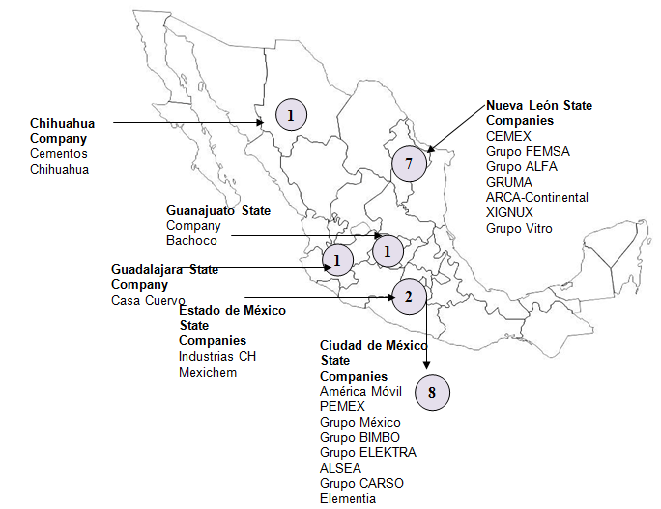 Chihuahua
Company
Cementos
Chihuahua
1
Nueva León State
Companies
CEMEX
Grupo FEMSA
Grupo ALFA
GRUMA
ARCA-Continental
XIGNUX
Grupo Vitro
7
Guanajuato State
Company
Bachoco
1
Guadalajara State
Company
Casa Cuervo
1
Estado de México
State
Companies
Industrias CH
Mexichem
2
Ciudad de México
State
Companies
América Móvil
PEMEX
Grupo México
Grupo BIMBO
Grupo ELEKTRA
ALSEA
Grupo CARSO
Elementia
8